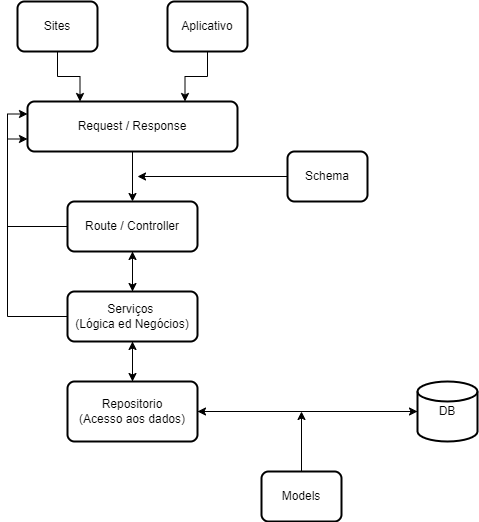 Sites
Aplicativo
Request / Response
Schema
Route / Controller
Serviços
(Lógica ed Negócios)
Repositorio
(Acesso aos dados)
DB
Models